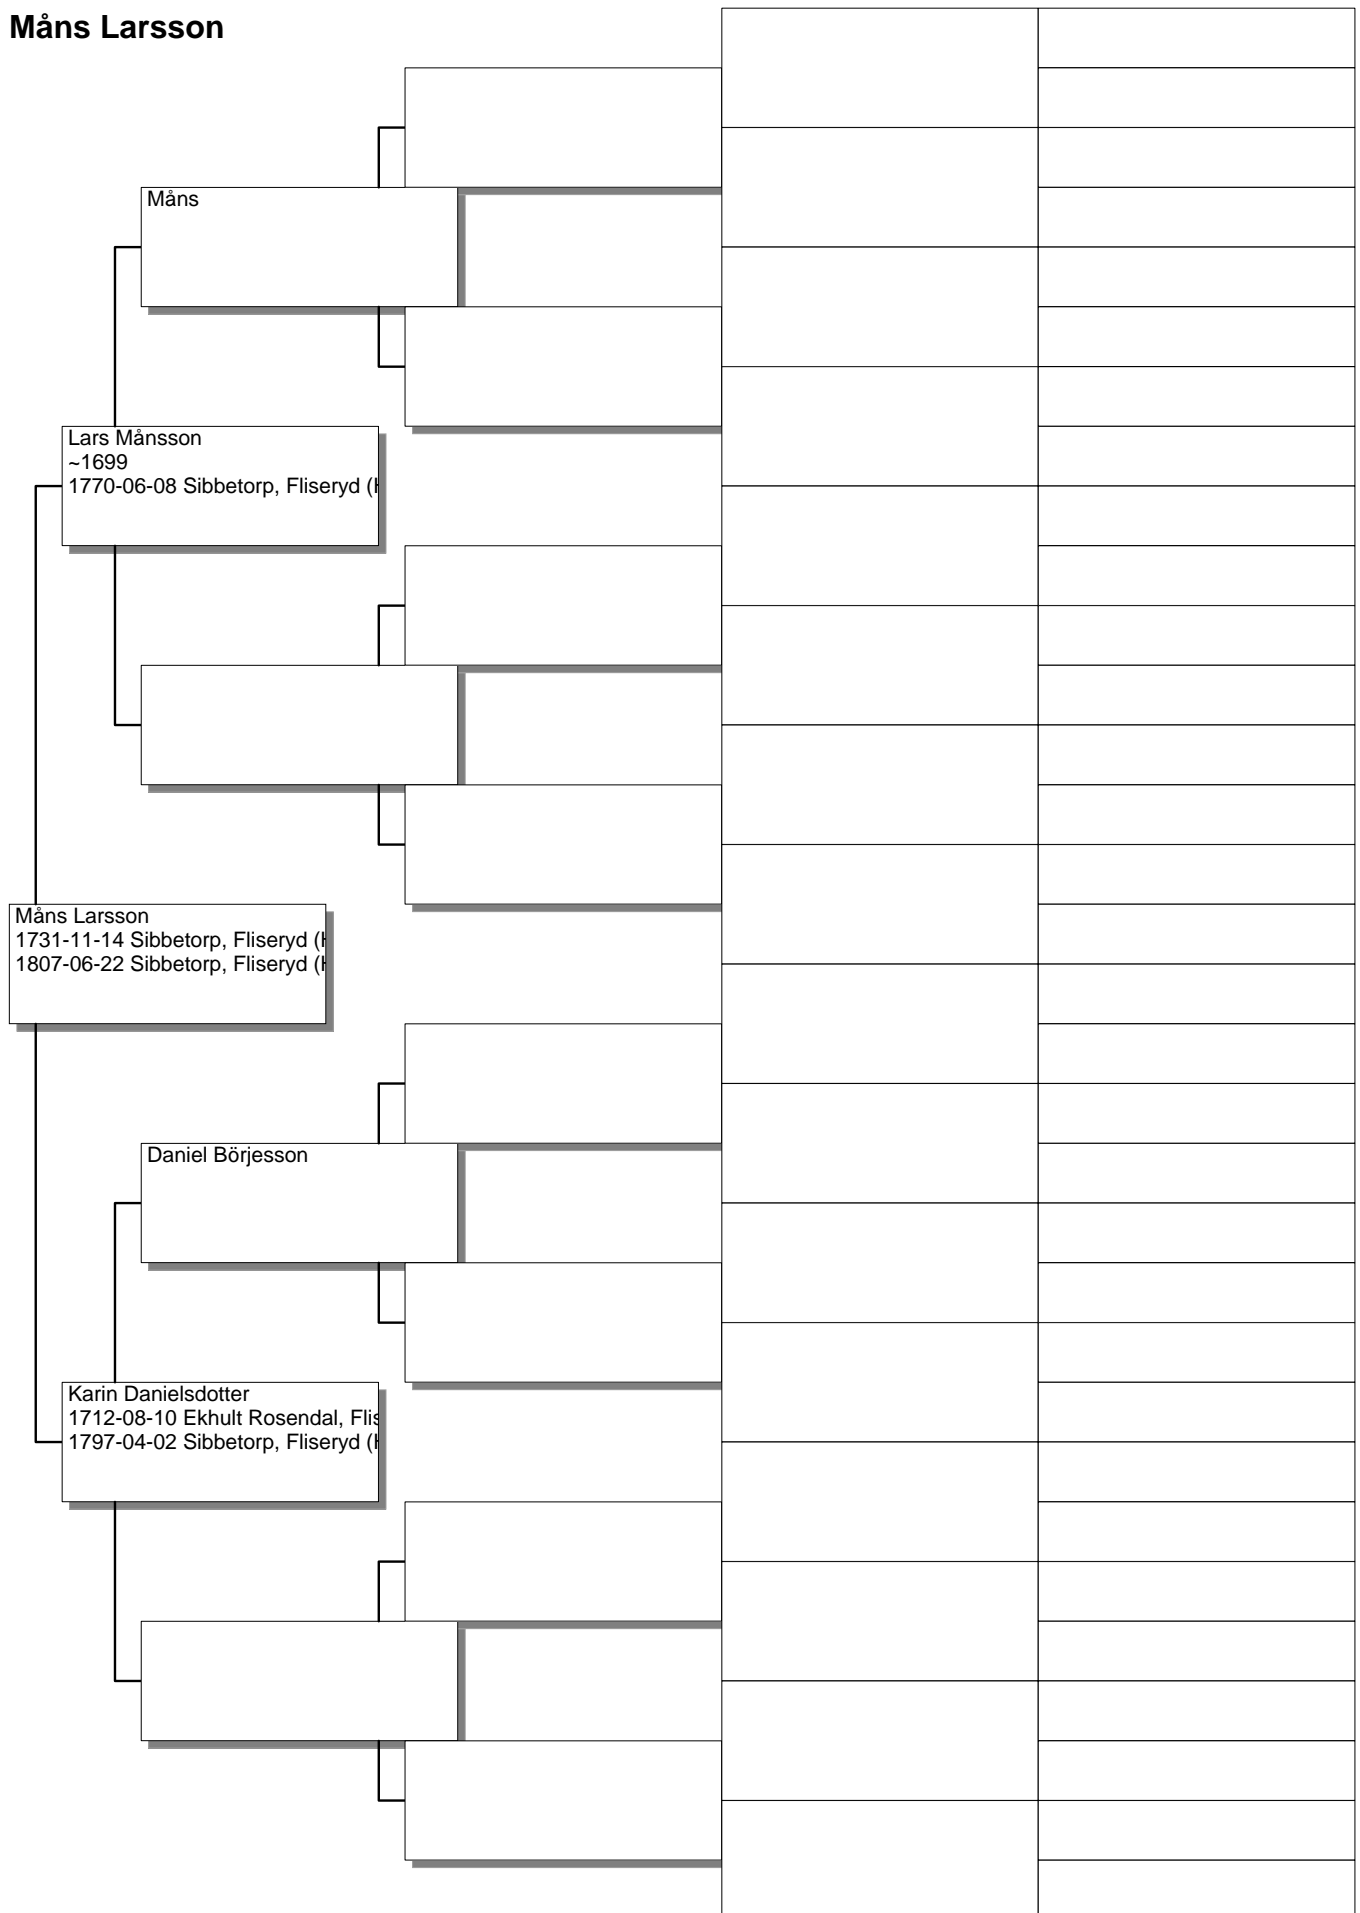 Måns Larsson
Måns
Lars Månsson
~1699
1770-06-08 Sibbetorp, Fliseryd (
Måns Larsson
1731-11-14 Sibbetorp, Fliseryd (
1807-06-22 Sibbetorp, Fliseryd (
Daniel Börjesson
Karin Danielsdotter
1712-08-10 Ekhult Rosendal, Flis
1797-04-02 Sibbetorp, Fliseryd (